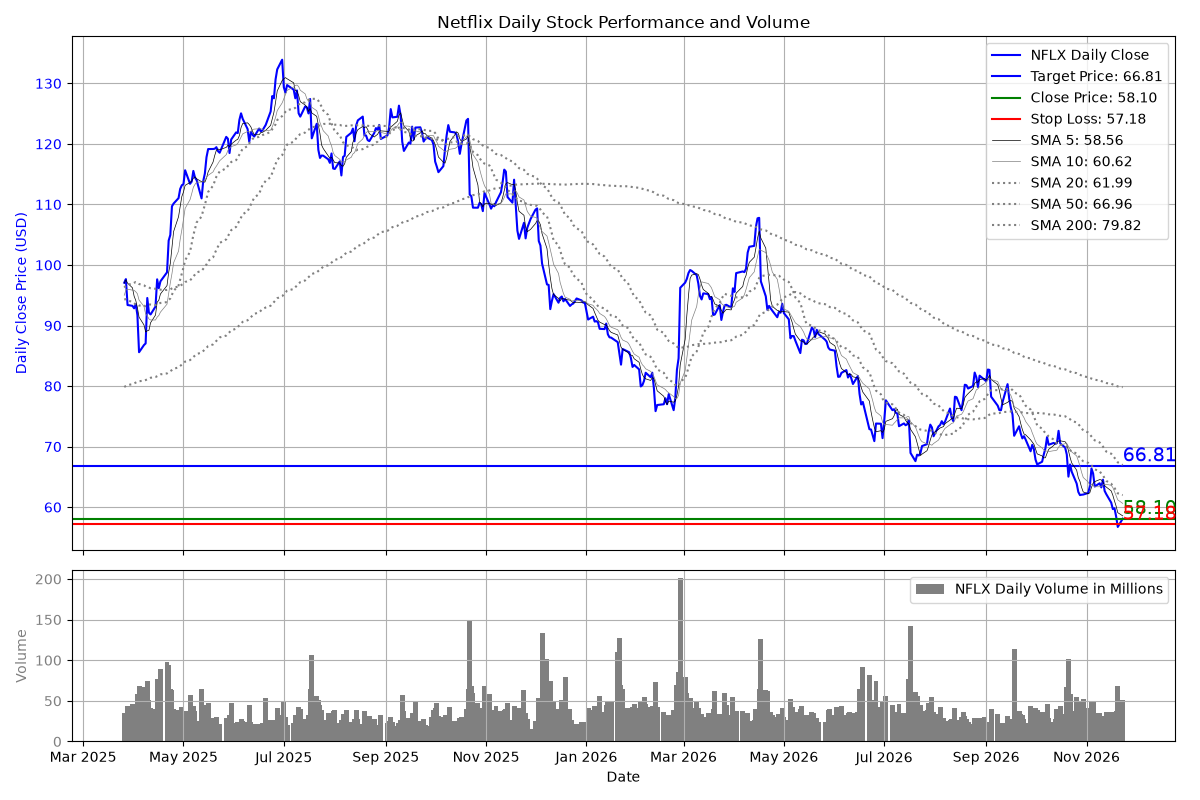 Netflix Daily Stock Performance and Volume
Daily Close Price (USD)
130
120
110
100
90
80
70
60
NFLX Daily Close
Target Price: 66.81
Close Price: 58.10
Stop Loss: 57.18
SMA 5: 58.56
SMA 10: 60.62
SMA 20: 61.99
SMA 50: 66.96
SMA 200: 79.82
66.81
58.10
57.18
Volume
200
150
100
50
0
NFLX Daily Volume in Millions
Mar 2025 May 2025 Jul 2025 Sep 2025 Nov 2025 Jan 2026 Mar 2026 May 2026 Jul 2026 Sep 2026 Nov 2026
Date